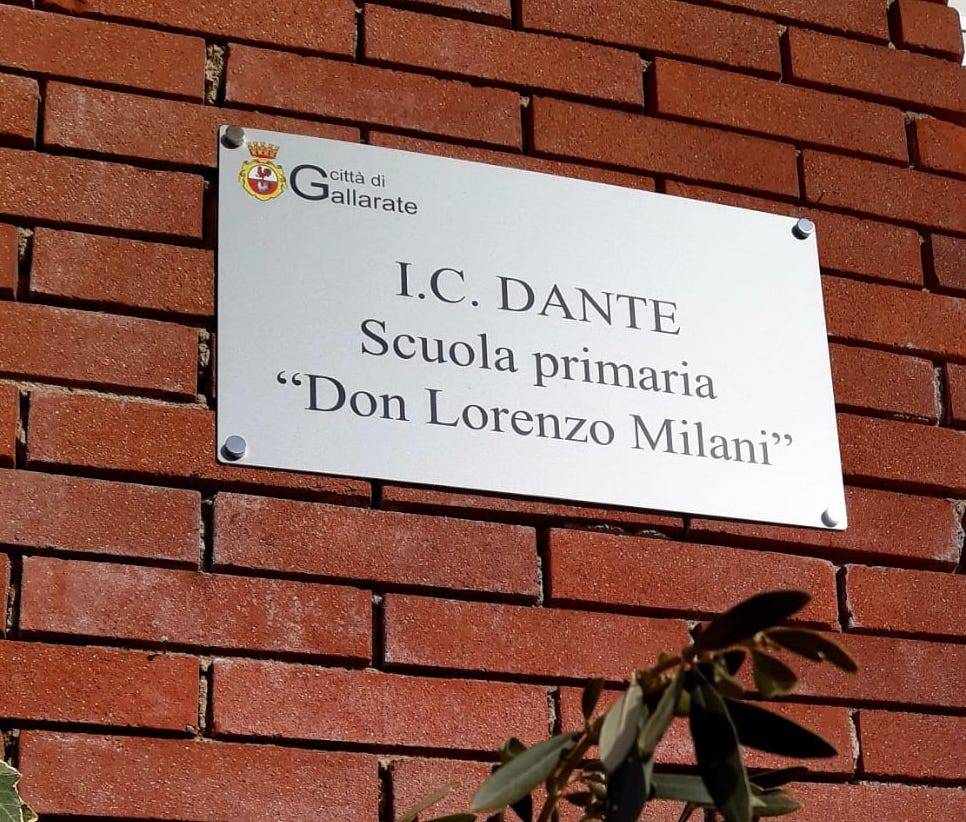 città di
Gallarate
I.C. DANTE
Scuola primaria
“Don Lorenzo Milani”